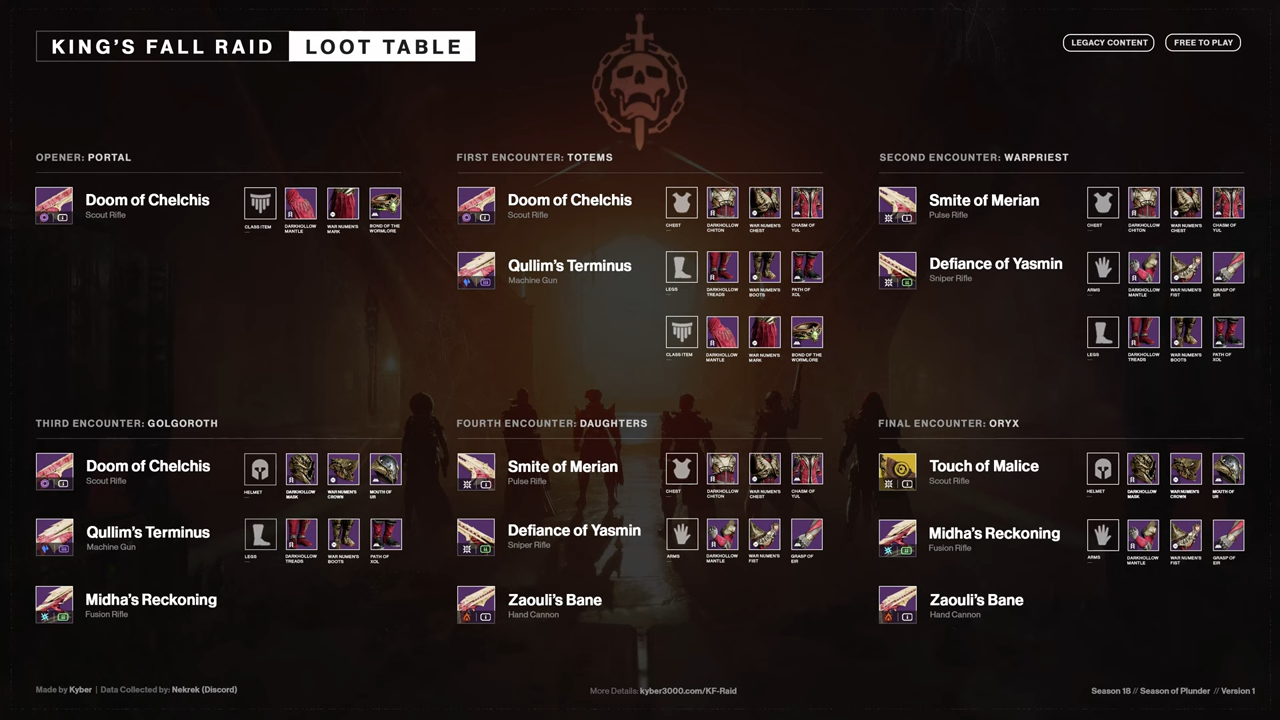 KING'S FALL RAID LOOT TABLE
LEGACY CONTENT FREE TO PLAY
OPENER: PORTAL
Doom of Chelchis
Scout Rifle
CLASS ITEM
DARKHOLLOW MANTLE
WAR NUMEN'S MARK
BOND OF THE WORMLORE
FIRST ENCOUNTER: TOTEMS
Doom of Chelchis
Scout Rifle
CHEST
DARKHOLLOW CHITON
WAR NUMEN'S CHEST
CHASM OF YUL
Qullim's Terminus
Machine Gun
LEGS
DARKHOLLOW TREADS
WAR NUMEN'S BOOTS
PATH OF XOL
CLASS ITEM
DARKHOLLOW MANTLE
WAR NUMEN'S MARK
BOND OF THE WORMLORE
SECOND ENCOUNTER: WARPRIEST
Smite of Merian
Pulse Rifle
CHEST
DARKHOLLOW CHITON
WAR NUMEN'S CHEST
CHASM OF YUL
Defiance of Yasmin
Sniper Rifle
ARMS
DARKHOLLOW MANTLE
WAR NUMEN'S FIST
GRASP OF EIR
LEGS
DARKHOLLOW TREADS
WAR NUMEN'S BOOTS
PATH OF XOL
THIRD ENCOUNTER: GOLGOROTH
Doom of Chelchis
Scout Rifle
HELMET
DARKHOLLOW MASK
WAR NUMEN'S CROWN
MOUTH OF UR
Qullim's Terminus
Machine Gun
LEGS
DARKHOLLOW TREADS
WAR NUMEN'S BOOTS
PATH OF XOL
Midha's Reckoning
Fusion Rifle
FOURTH ENCOUNTER: DAUGHTERS
Smite of Merian
Pulse Rifle
CHEST
DARKHOLLOW CHITON
WAR NUMEN'S CHEST
CHASM OF YUL
Defiance of Yasmin
Sniper Rifle
ARMS
DARKHOLLOW MANTLE
WAR NUMEN'S FIST
GRASP OF EIR
Zaouli's Bane
Hand Cannon
FINAL ENCOUNTER: ORYX
Touch of Malice
Scout Rifle
HELMET
DARKHOLLOW MASK
WAR NUMEN'S CROWN
MOUTH OF UR
Midha's Reckoning
Fusion Rifle
ARMS
DARKHOLLOW MANTLE
WAR NUMEN'S FIST
GRASP OF EIR
Zaouli's Bane
Hand Cannon
Made by Kyber | Data Collected by: Nekrek (Discord)
More Details: kyber3000.com/KF-Raid
Season 18 // Season of Plunder // Version 1